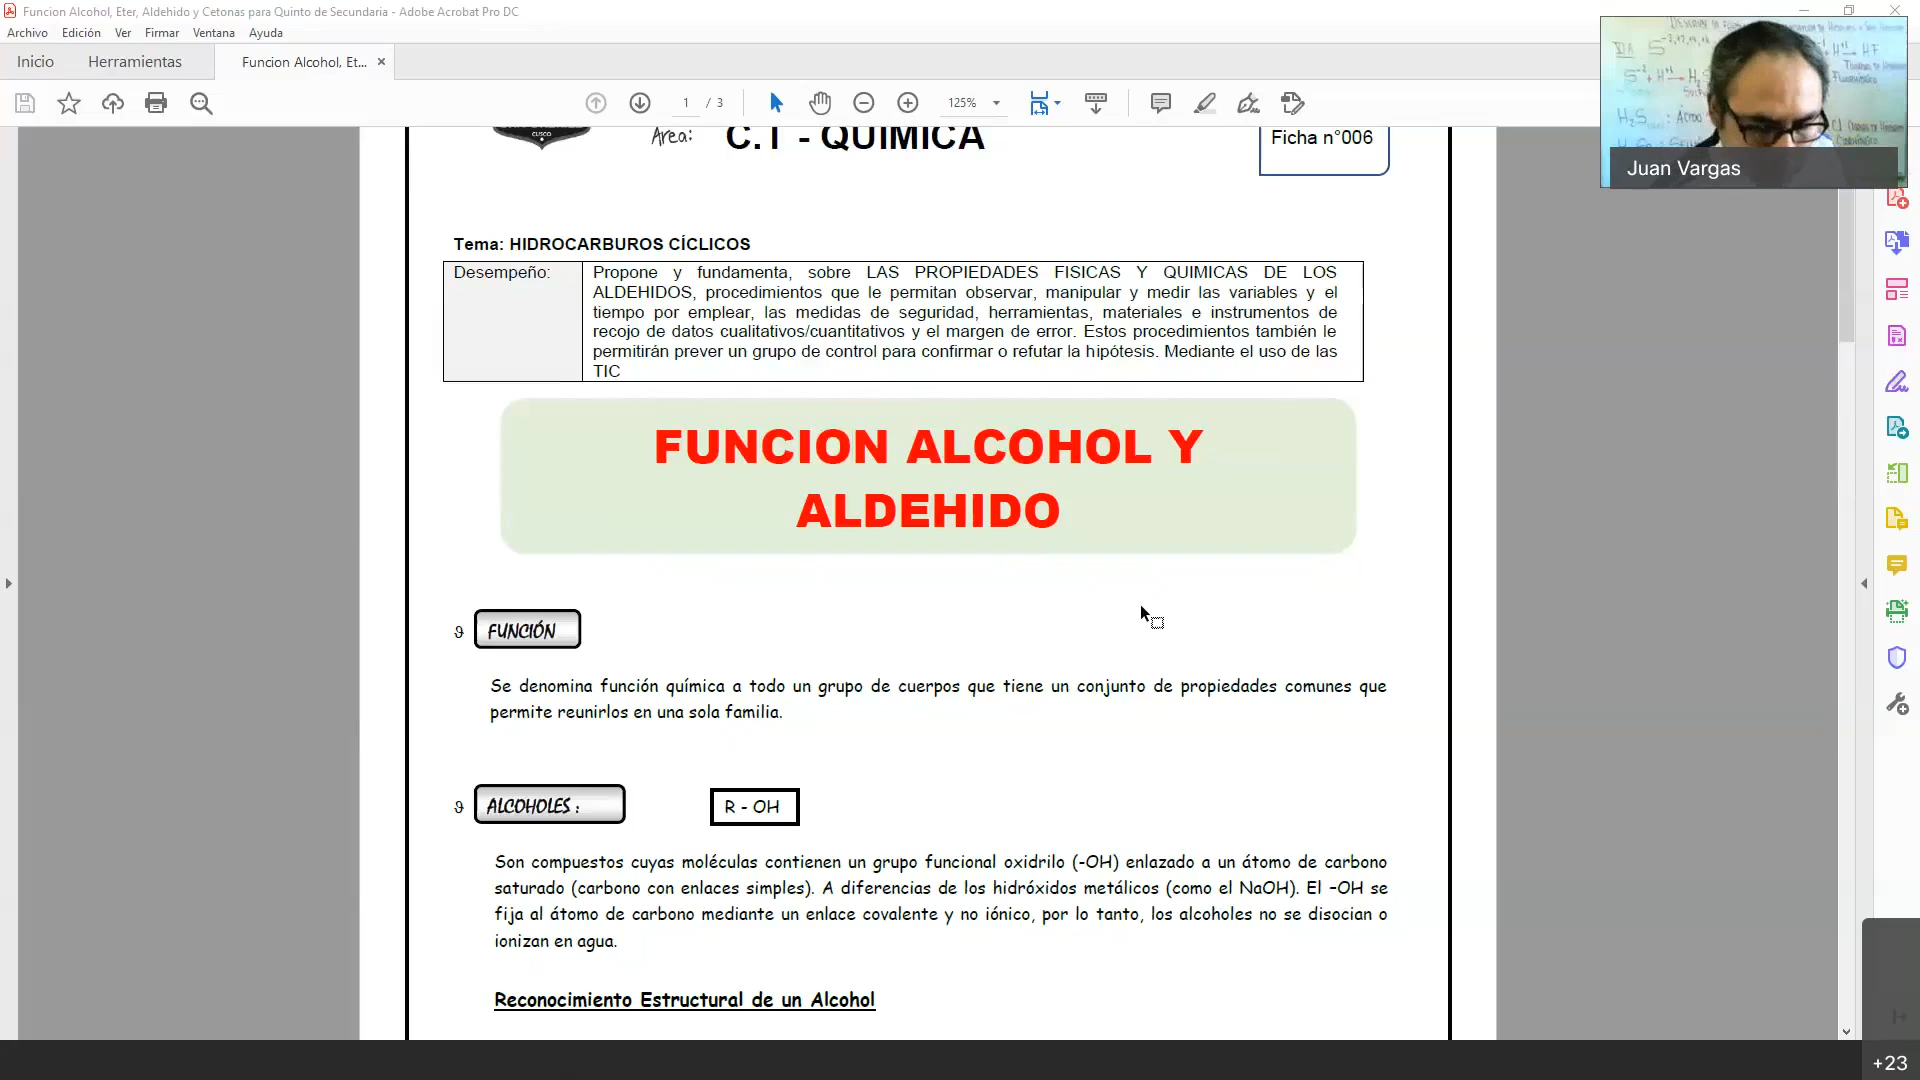 Funcion Alcohol, Eter, Aldehido y Cetonas para Quinto de Secundaria - Adobe Acrobat Pro DC
Archivo Edición Ver Firmar Ventana Ayuda
Inicio Herramientas Funcion Alcohol, Et... ×
1 / 3 125%
CUSCO
Área: C.T - QUIMICA
Ficha n°006
Juan Vargas
Tema: HIDROCARBUROS CÍCLICOS
Desempeño: Propone y fundamenta, sobre LAS PROPIEDADES FISICAS Y QUIMICAS DE LOS
ALDEHIDOS, procedimientos que le permitan observar, manipular y medir las variables y el
tiempo por emplear, las medidas de seguridad, herramientas, materiales e instrumentos de
recojo de datos cualitativos/cuantitativos y el margen de error. Estos procedimientos también le
permitirán prever un grupo de control para confirmar o refutar la hipótesis. Mediante el uso de las
TIC
FUNCION ALCOHOL Y
ALDEHIDO
ϑ FUNCIÓN
Se denomina función química a todo un grupo de cuerpos que tiene un conjunto de propiedades comunes que
permite reunirlos en una sola familia.
ϑ ALCOHOLES : R - OH
Son compuestos cuyas moléculas contienen un grupo funcional oxidrilo (-OH) enlazado a un átomo de carbono
saturado (carbono con enlaces simples). A diferencias de los hidróxidos metálicos (como el NaOH). El –OH se
fija al átomo de carbono mediante un enlace covalente y no iónico, por lo tanto, los alcoholes no se disocian o
ionizan en agua.
Reconocimiento Estructural de un Alcohol
+23